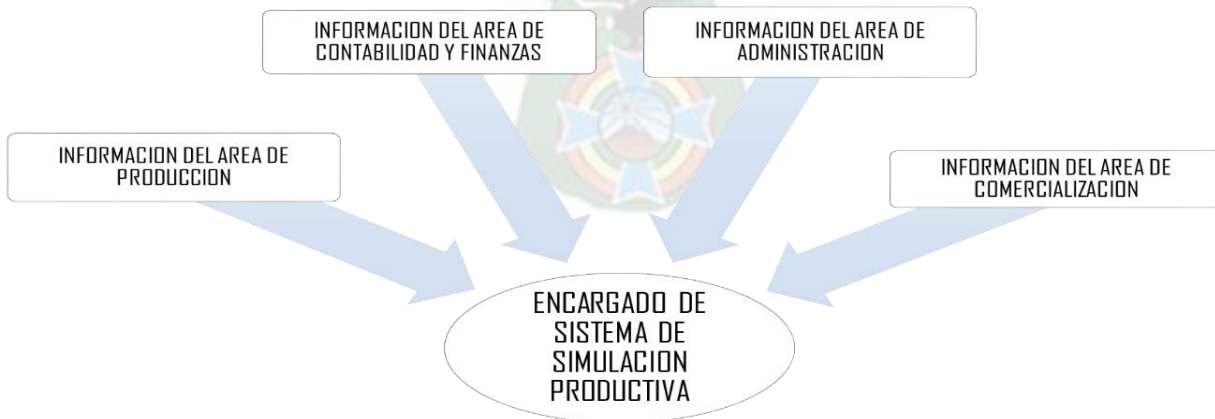 INFORMACION DEL AREA DE
CONTABILIDAD Y FINANZAS
INFORMACION DEL AREA DE
ADMINISTRACION
INFORMACION DEL AREA DE
PRODUCCION
INFORMACION DEL AREA DE
COMERCIALIZACION
ENCARGADO DE
SISTEMA DE
SIMULACION
PRODUCTIVA